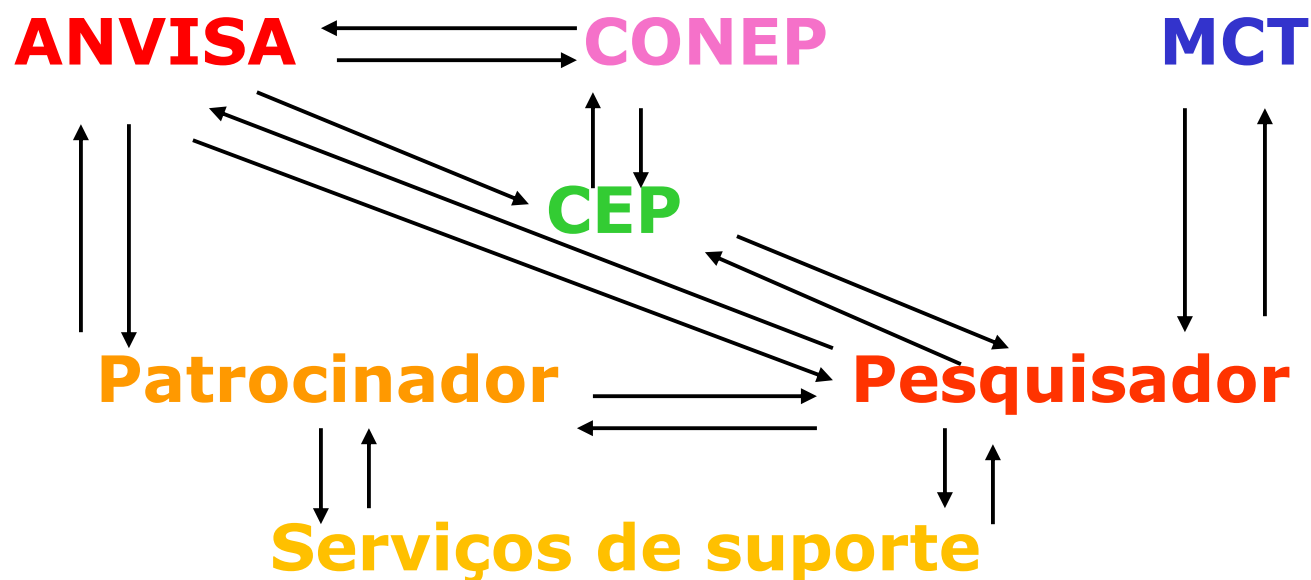 ANVISA CONEP MCT
CEP
Patrocinador Pesquisador
Serviços de suporte